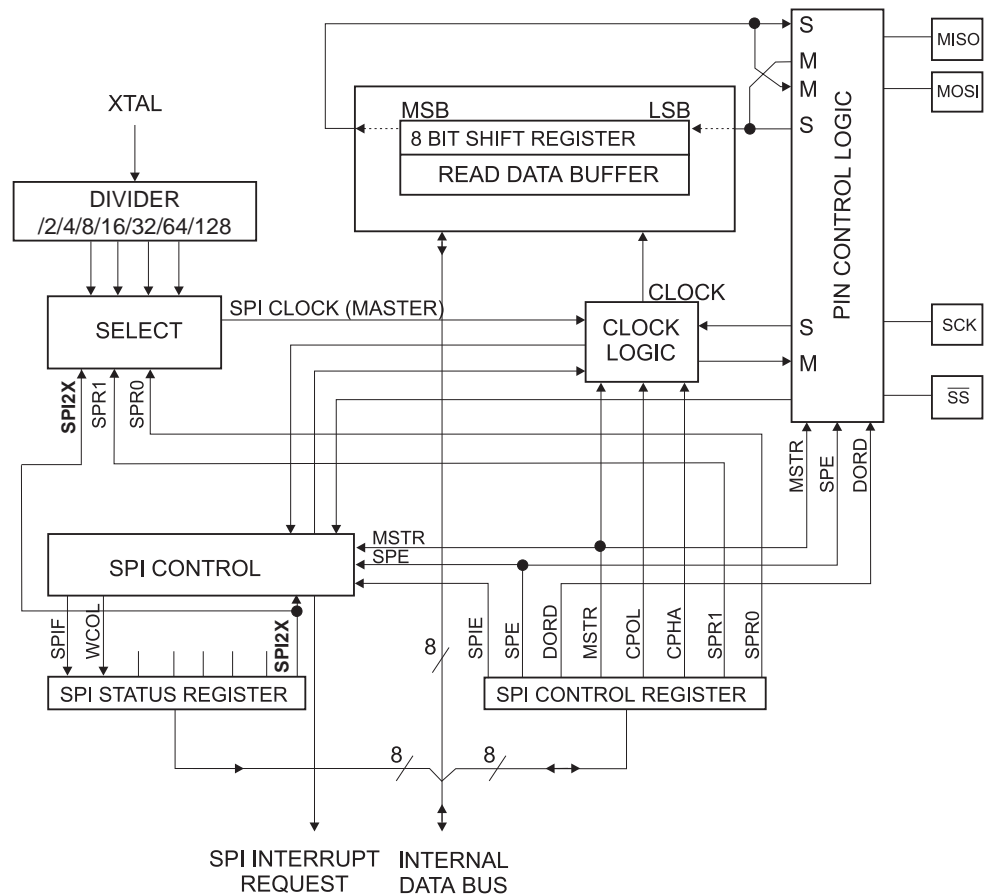 S
MISO
M
M
MOSI
XTAL
MSB
LSB
S
8 BIT SHIFT REGISTER
READ DATA BUFFER
PIN CONTROL LOGIC
DIVIDER
/2/4/8/16/32/64/128
SPI CLOCK (MASTER)
CLOCK
SELECT
CLOCK
LOGIC
S
SCK
M
SPI2X
SPR1
SPR0
SS
MSTR
SPE
DORD
MSTR
SPE
SPI CONTROL
SPIF
WCOL
SPI2X
8
SPIE
SPE
DORD
MSTR
CPOL
CPHA
SPR1
SPR0
SPI STATUS REGISTER
SPI CONTROL REGISTER
8
8
SPI INTERRUPT
REQUEST
INTERNAL
DATA BUS